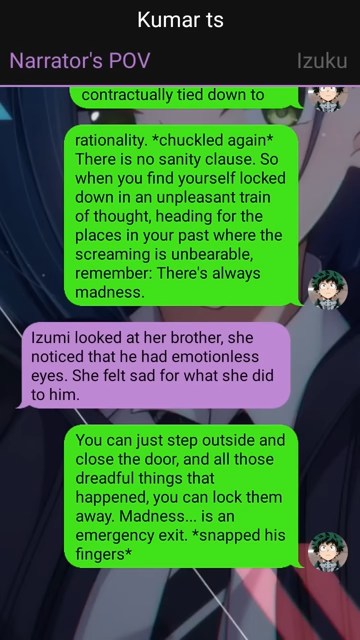 Kumar ts
Narrator's POV
Izuku
contractually tied down to
rationality. *chuckled again*
There is no sanity clause. So
when you find yourself locked
down in an unpleasant train
of thought, heading for the
places in your past where the
screaming is unbearable,
remember: There's always
madness.
Izumi looked at her brother, she
noticed that he had emotionless
eyes. She felt sad for what she did
to him.
You can just step outside and
close the door, and all those
dreadful things that
happened, you can lock them
away. Madness... is an
emergency exit. *snapped his
fingers*